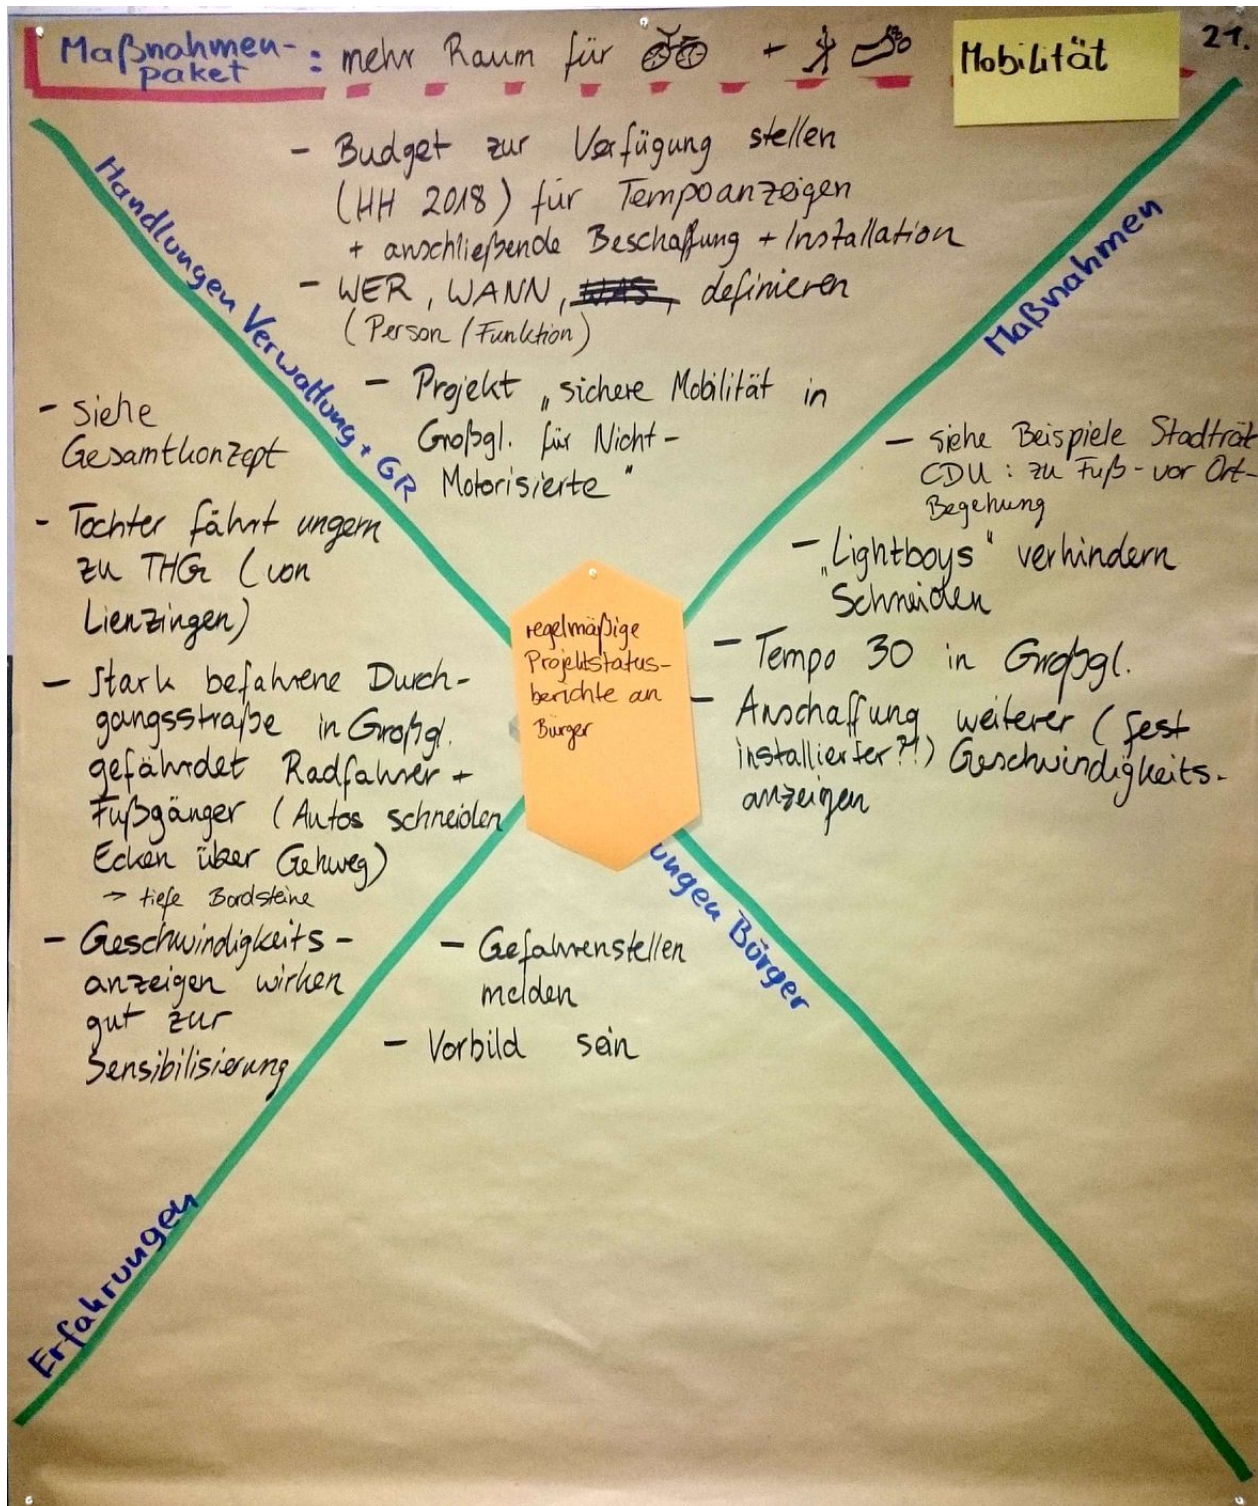 Maßnahmen-
paket : mehr Raum für +
Mobilität
21.
Handlungen Verwaltung + GR
- Budget zur Verfügung stellen
(HH 2018) für Tempoanzeigen
+ anschließende Beschaffung + Installation
- WER, WANN, WAS, definieren
(Person / Funktion)
- Projekt „sichere Mobilität in
Großgl. für Nicht-
Motorisierte"
Maßnahmen
- siehe Beispiele Stadträt
CDU : zu Fuß - vor Ort-
Begehung
- „Lightboys" verhindern
Schneiden
- Tempo 30 in Großgl.
- Anschaffung weiterer (fest
installierter?!) Geschwindigkeits-
anzeigen
regelmäßige
Projektstatus-
berichte an
Bürger
Erfahrungen
- siehe
Gesamtkonzept
- Tochter fährt ungern
zu THG (von
Lienzingen)
- stark befahrene Durch-
gangsstraße in Großgl.
gefährdet Radfahrer +
Fußgänger (Autos schneiden
Ecken über Gehweg)
→ tiefe Bordsteine
- Geschwindigkeits-
anzeigen wirken
gut zur
Sensibilisierung
ungen Bürger
- Gefahrenstellen
melden
- Vorbild sein